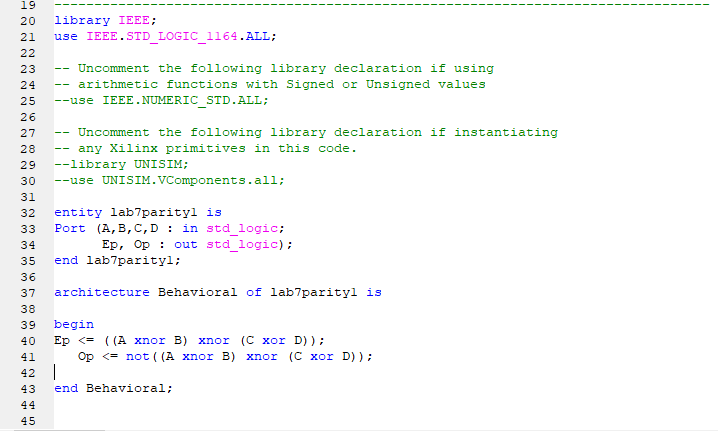 19 --------------------------------------------------------------------------------
20 library IEEE;
21 use IEEE.STD_LOGIC_1164.ALL;
22
23 -- Uncomment the following library declaration if using
24 -- arithmetic functions with Signed or Unsigned values
25 --use IEEE.NUMERIC_STD.ALL;
26
27 -- Uncomment the following library declaration if instantiating
28 -- any Xilinx primitives in this code.
29 --library UNISIM;
30 --use UNISIM.VComponents.all;
31
32 entity lab7parity1 is
33 Port (A,B,C,D : in std_logic;
34       Ep, Op : out std_logic);
35 end lab7parity1;
36
37 architecture Behavioral of lab7parity1 is
38
39 begin
40 Ep <= ((A xnor B) xnor (C xor D));
41    Op <= not((A xnor B) xnor (C xor D));
42
43 end Behavioral;
44
45